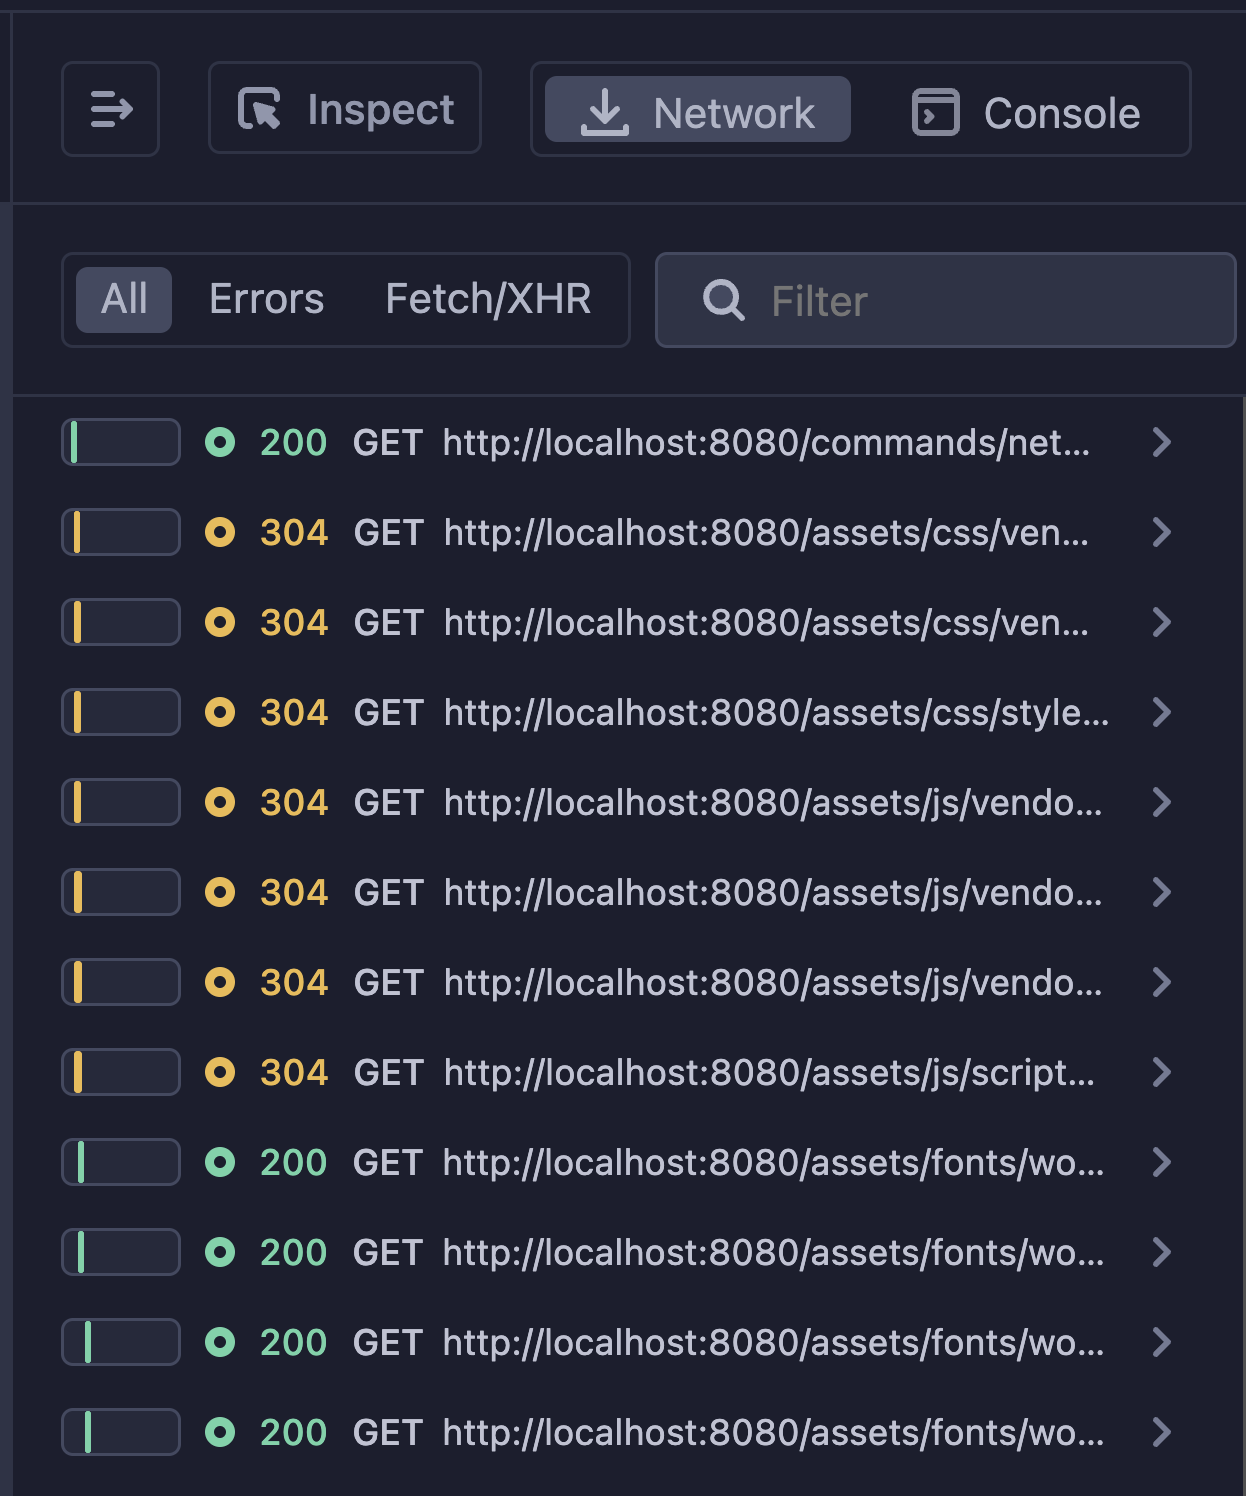 Inspect Network Console
All Errors Fetch/XHR Filter
200 GET http://localhost:8080/commands/net...
304 GET http://localhost:8080/assets/css/ven...
304 GET http://localhost:8080/assets/css/ven...
304 GET http://localhost:8080/assets/css/style...
304 GET http://localhost:8080/assets/js/vendo...
304 GET http://localhost:8080/assets/js/vendo...
304 GET http://localhost:8080/assets/js/vendo...
304 GET http://localhost:8080/assets/js/script...
200 GET http://localhost:8080/assets/fonts/wo...
200 GET http://localhost:8080/assets/fonts/wo...
200 GET http://localhost:8080/assets/fonts/wo...
200 GET http://localhost:8080/assets/fonts/wo...